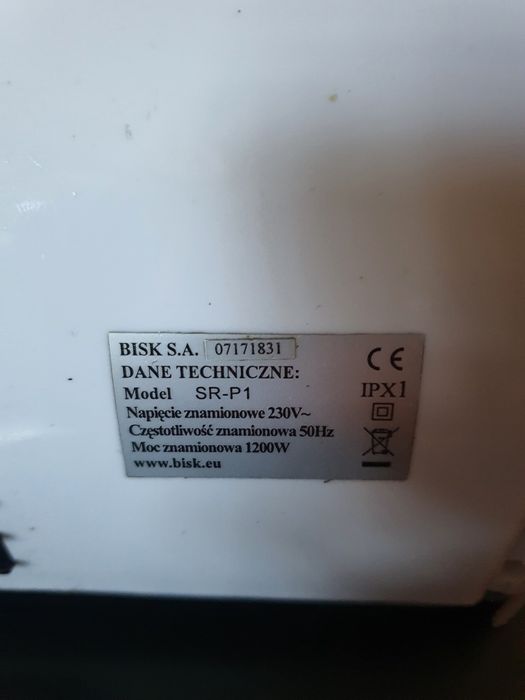 BISK S.A. 07171831
DANE TECHNICZNE:
Model SR-P1
Napięcie znamionowe 230V~
Częstotliwość znamionowa 50Hz
Moc znamionowa 1200W
www.bisk.eu
CE
IPX1